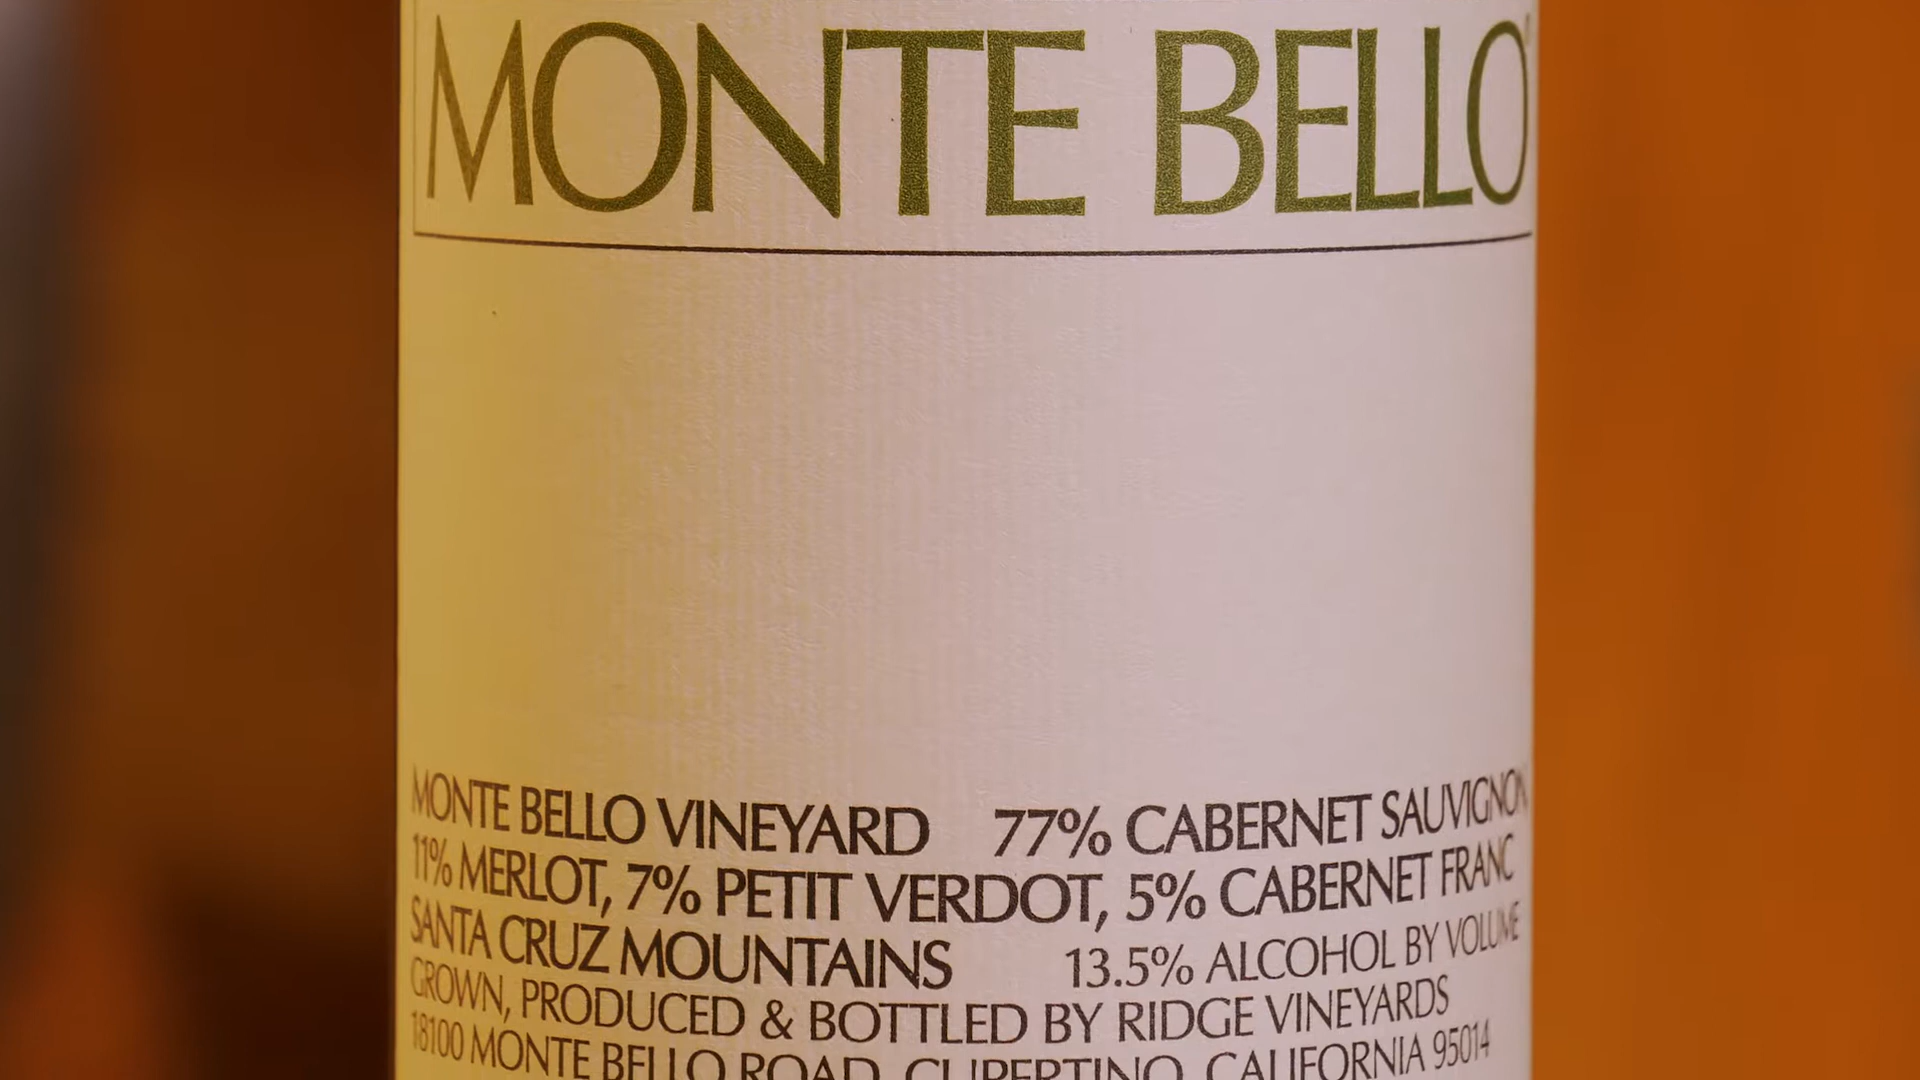 MONTE BELLO
MONTE BELLO VINEYARD 77% CABERNET SAUVIGNON
11% MERLOT, 7% PETIT VERDOT, 5% CABERNET FRANC
SANTA CRUZ MOUNTAINS 13.5% ALCOHOL BY VOLUME
GROWN, PRODUCED & BOTTLED BY RIDGE VINEYARDS
18100 MONTE BELLO ROAD, CUPERTINO, CALIFORNIA 95014